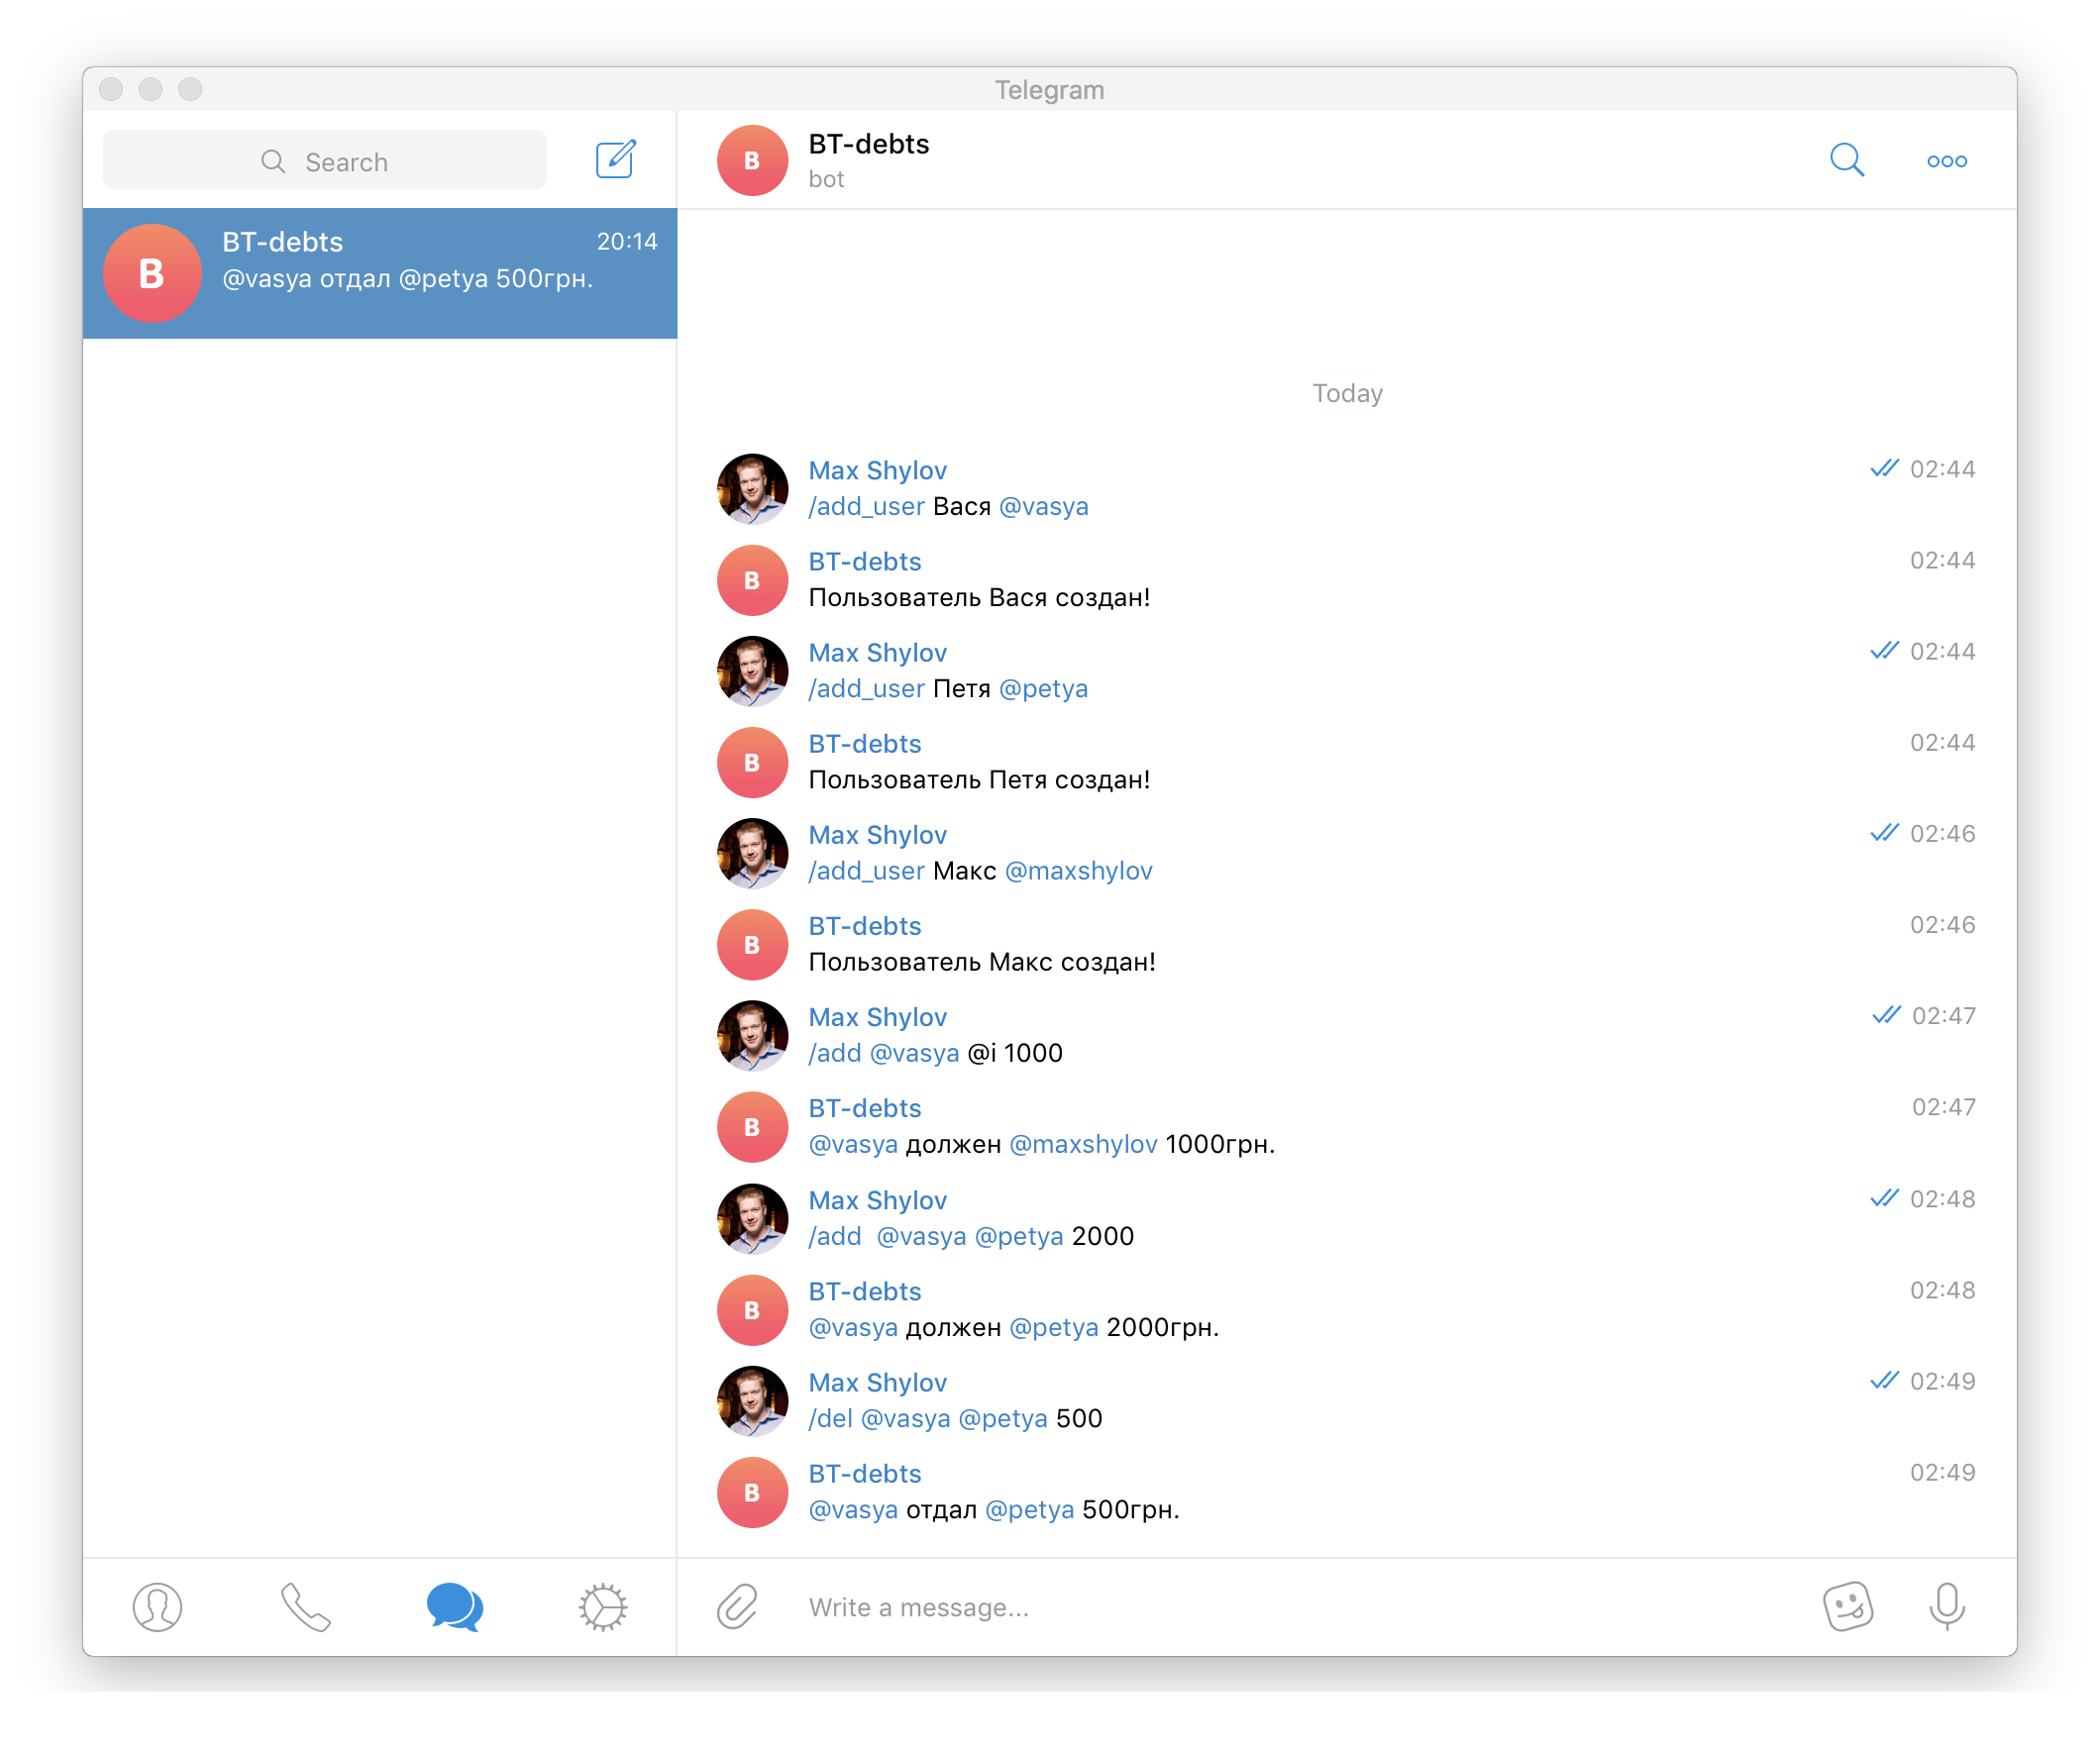 Telegram
Search
BT-debts
bot
B
BT-debts 20:14
@vasya отдал @petya 500грн.
B
Today
Max Shylov 02:44
/add_user Вася @vasya
B
BT-debts 02:44
Пользователь Вася создан!
Max Shylov 02:44
/add_user Петя @petya
B
BT-debts 02:44
Пользователь Петя создан!
Max Shylov 02:46
/add_user Макс @maxshylov
B
BT-debts 02:46
Пользователь Макс создан!
Max Shylov 02:47
/add @vasya @i 1000
B
BT-debts 02:47
@vasya должен @maxshylov 1000грн.
Max Shylov 02:48
/add @vasya @petya 2000
B
BT-debts 02:48
@vasya должен @petya 2000грн.
Max Shylov 02:49
/del @vasya @petya 500
B
BT-debts 02:49
@vasya отдал @petya 500грн.
Write a message...